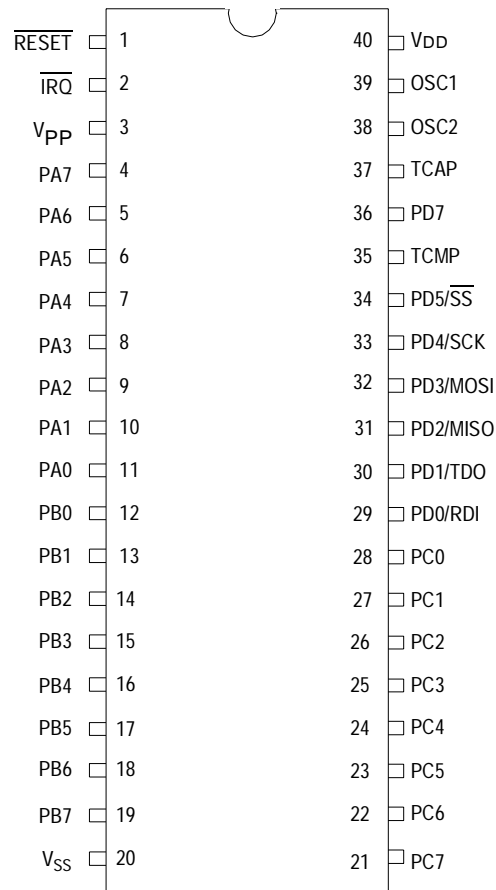 R̅E̅S̅E̅T̅ 1 40 VDD
I̅R̅Q̅ 2 39 OSC1
VPP 3 38 OSC2
PA7 4 37 TCAP
PA6 5 36 PD7
PA5 6 35 TCMP
PA4 7 34 PD5/S̅S̅
PA3 8 33 PD4/SCK
PA2 9 32 PD3/MOSI
PA1 10 31 PD2/MISO
PA0 11 30 PD1/TDO
PB0 12 29 PD0/RDI
PB1 13 28 PC0
PB2 14 27 PC1
PB3 15 26 PC2
PB4 16 25 PC3
PB5 17 24 PC4
PB6 18 23 PC5
PB7 19 22 PC6
VSS 20 21 PC7